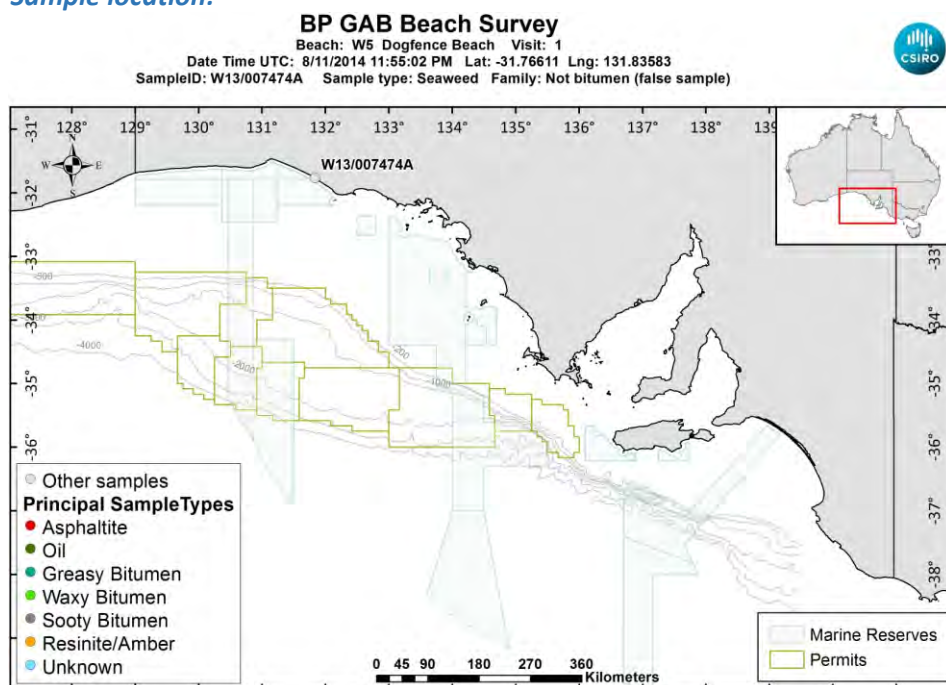 Sample location:
BP GAB Beach Survey
Beach: W5 Dogfence Beach Visit: 1
Date Time UTC: 8/11/2014 11:55:02 PM Lat: -31.76611 Lng: 131.83583
SampleID: W13/007474A Sample type: Seaweed Family: Not bitumen (false sample)
CSIRO
128° 129° 130° 131° 132° 133° 134° 135° 136° 137° 138° 139
-31° -31°
W E
N
S
W13/007474A
-32°
-33°
-34° -34°
-35° -35°
-36° -36°
-37°
-38°
-200
-1000
-2000
-4000
Other samples
Principal SampleTypes
Asphaltite
Oil
Greasy Bitumen
Waxy Bitumen
Sooty Bitumen
Resinite/Amber
Unknown
0 45 90 180 270 360
Kilometers
Marine Reserves
Permits